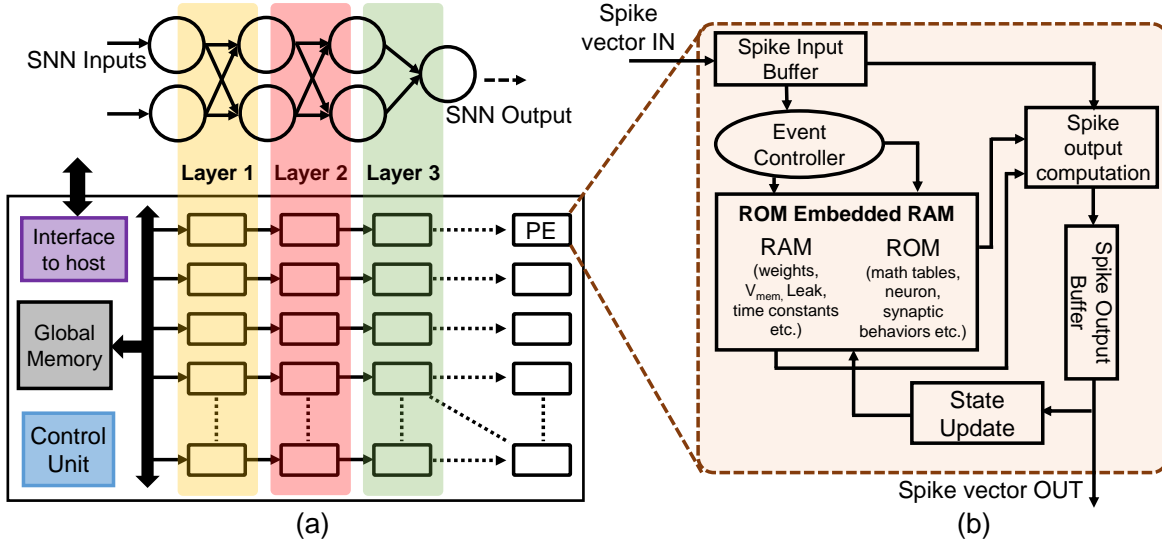 SNN Inputs
SNN Output
Layer 1
Layer 2
Layer 3
Interface
to host
Global
Memory
Control
Unit
PE
(a)
Spike
vector IN
Spike Input
Buffer
Event
Controller
Spike
output
computation
ROM Embedded RAM
RAM
(weights,
V_mem, Leak,
time constants
etc.)
ROM
(math tables,
neuron,
synaptic
behaviors etc.)
Spike Output
Buffer
State
Update
Spike vector OUT
(b)